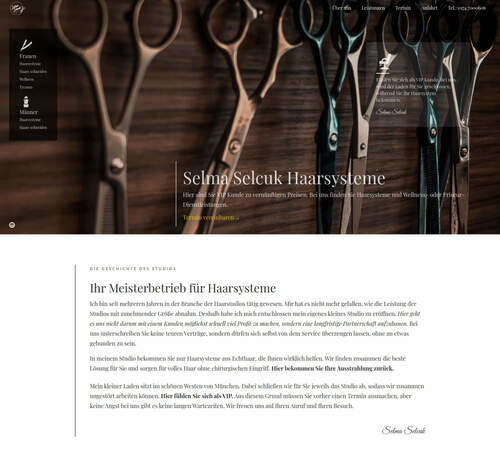 Über uns Leistungen Termin Anfahrt
Frauen
Haarsysteme
Haare schneiden
Wellness
Termin
Männer
Haarsysteme
Haare schneiden
Fühlen Sie sich als VIP Kunde, bei uns
wird der Laden für Sie geschlossen,
während Sie Ihr Haarsystem
bekommen.
Selma Selcuk
Selma Selcuk Haarsysteme
Hier sind Sie VIP Kunde zu vernünftigen Preisen. Bei uns finden Sie Haarsysteme und Wellness- oder Friseur-
Dienstleistungen.
Termin vereinbaren
DIE GESCHICHTE DES STUDIOS
Ihr Meisterbetrieb für Haarsysteme
Ich bin seit mehreren Jahren in der Branche der Haarstudios tätig gewesen. Mir hat es nicht mehr gefallen, wie die Leistung der
Studios mit zunehmender Größe abnahm. Deshalb habe ich mich entschlossen mein eigenes kleines Studio zu eröffnen. Hier geht
es uns nicht darum mit einem Kunden möglichst schnell viel Profit zu machen, sondern eine langfristige Partnerschaft aufzubauen. Bei
uns unterschreiben Sie keine teuren Verträge, sondern dürfen sich selbst von dem Service überzeugen lassen, ohne an etwas
gebunden zu sein.
In meinem Studio bekommen Sie nur Haarsysteme aus Echthaar, die Ihnen wirklich helfen. Wir finden zusammen die beste
Lösung für Sie und sorgen für volles Haar ohne chirurgischen Eingriff. Hier bekommen Sie Ihre Ausstrahlung zurück.
Mein kleiner Laden sitzt im schönen Westen von München. Dabei schließen wir für Sie jeweils das Studio ab, sodass wir zusammen
ungestört arbeiten können. Hier fühlen Sie sich als VIP. Aus diesem Grund müssen Sie vorher einen Termin ausmachen, aber
keine Angst bei uns gibt es keine langen Wartezeiten. Wir freuen uns auf Ihren Anruf und Ihren Besuch.
Selma Selcuk